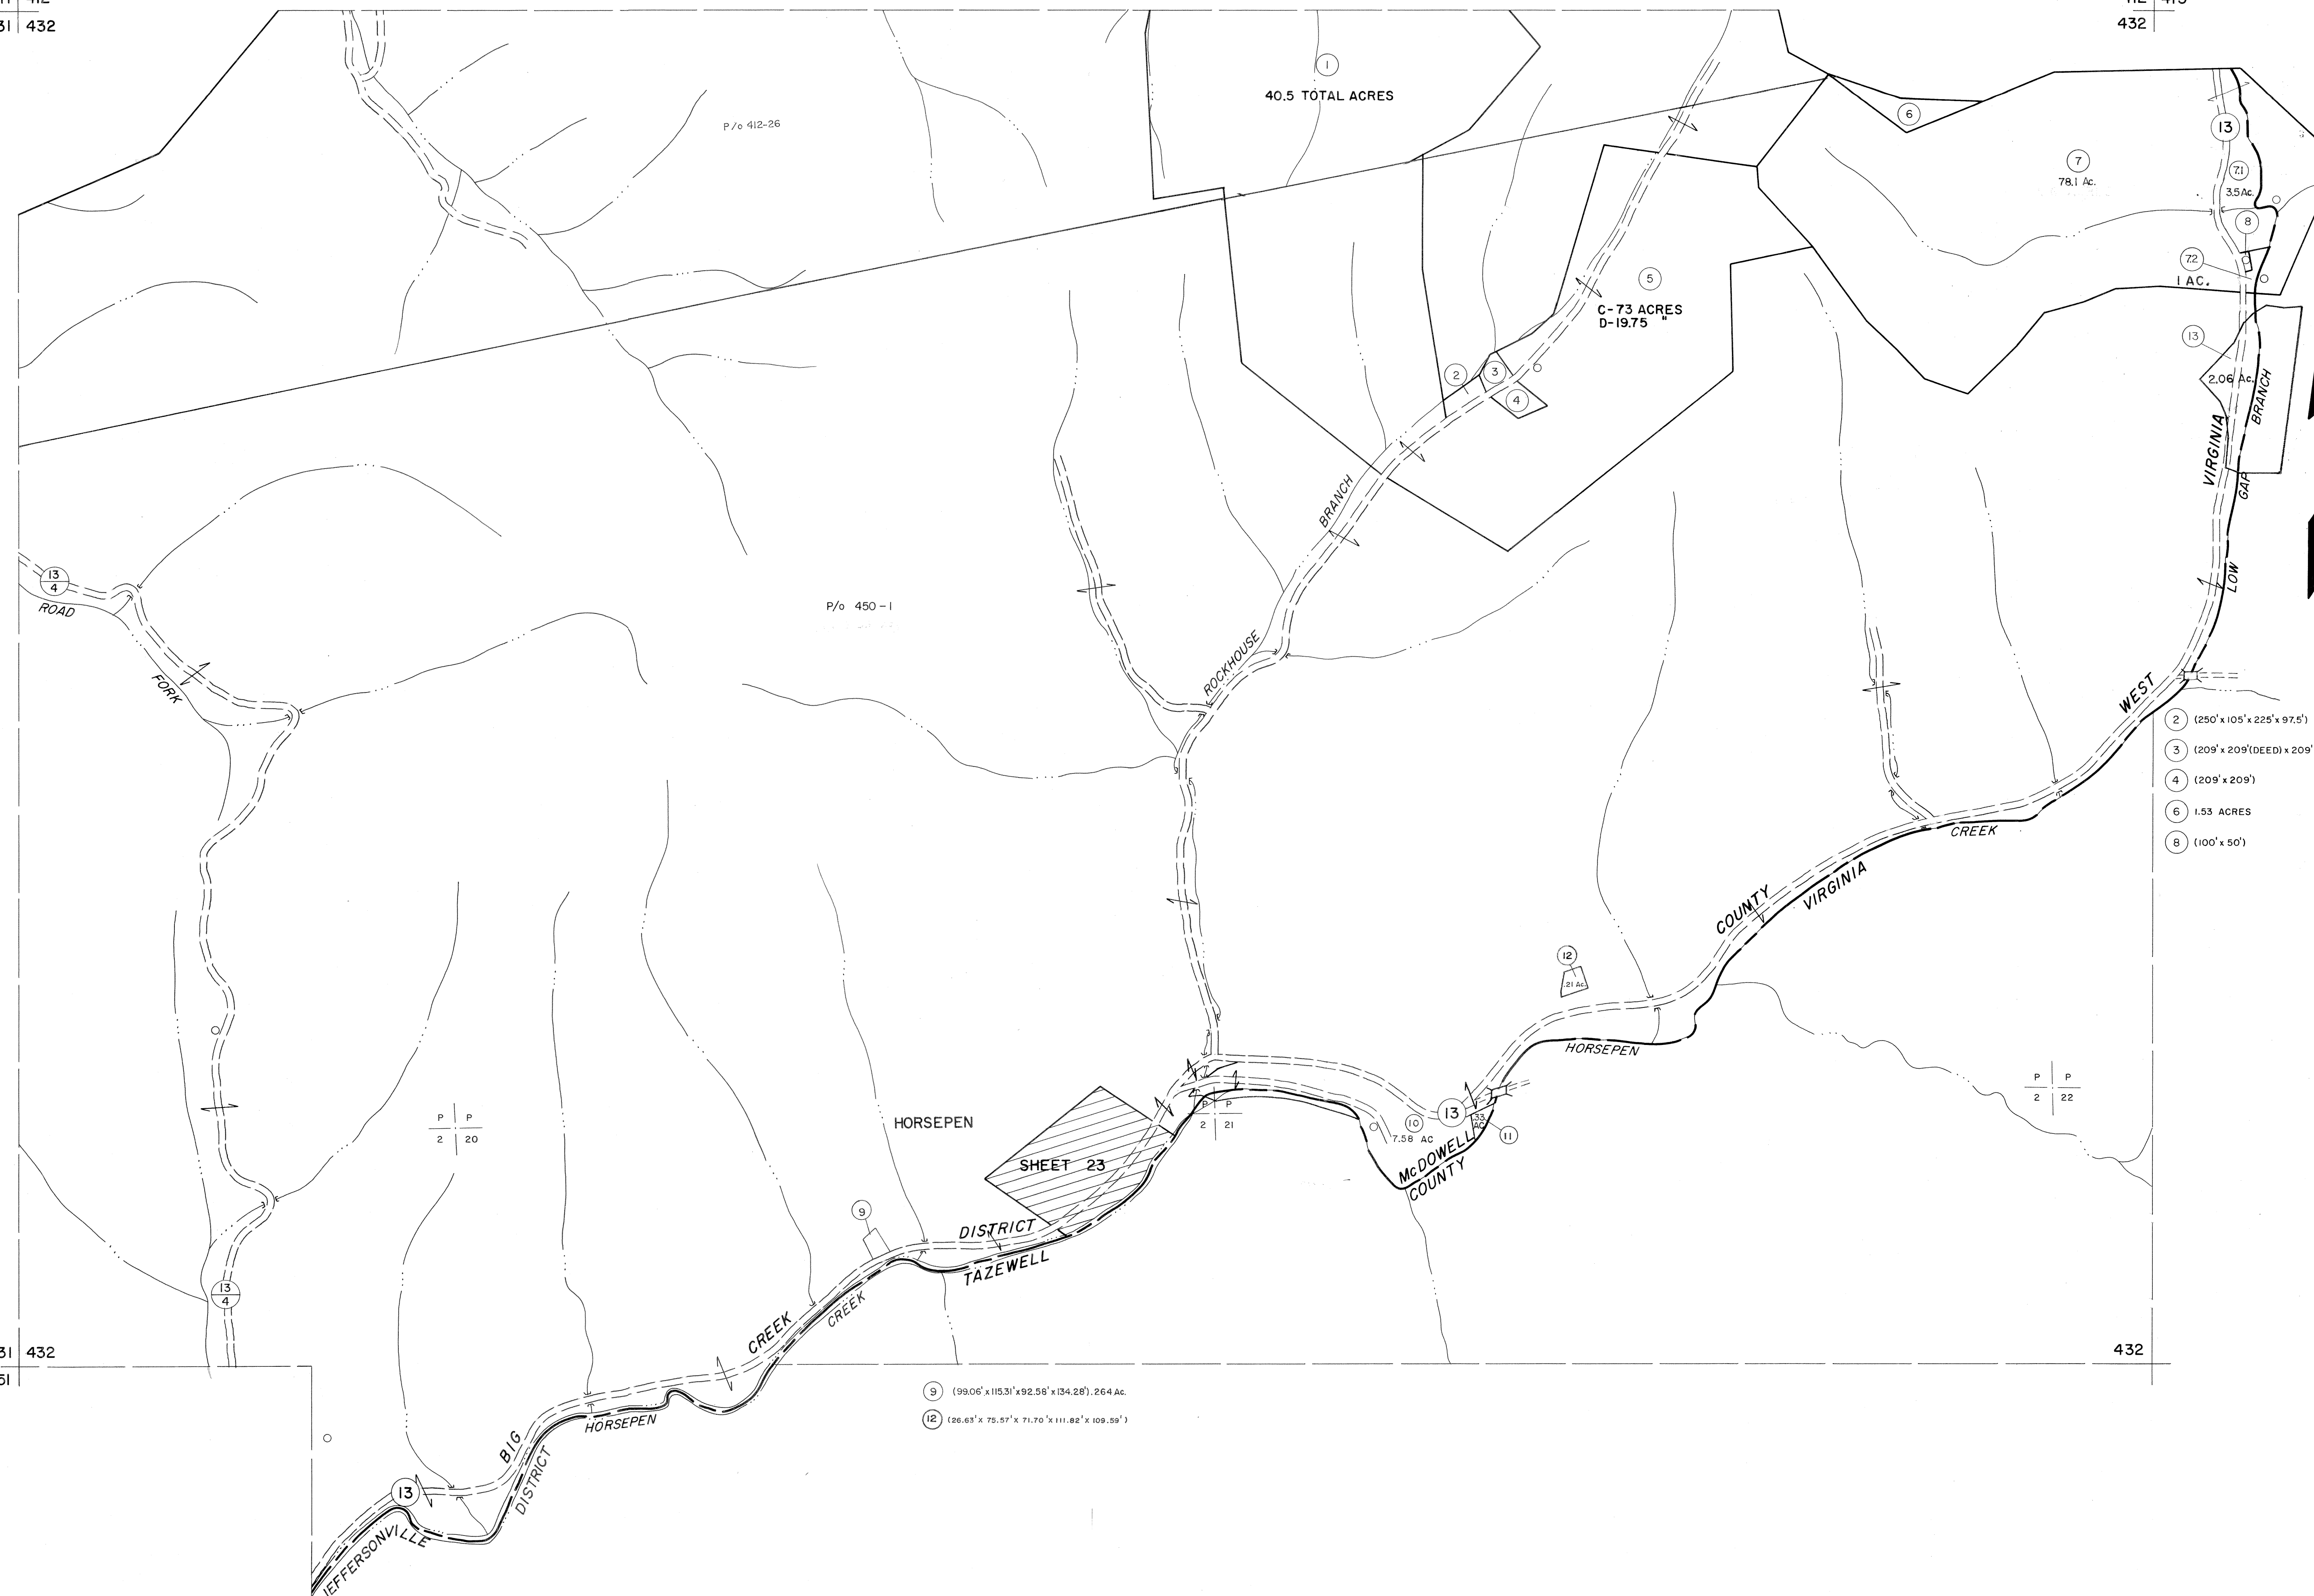 412
432
432
1
40.5 TOTAL ACRES
P/o 412-26
6
13
7
78.1 Ac.
7.1
3.5 Ac.
8
7.2
1 AC.
5
C-73 ACRES
D-19.75 "
13
2.06 Ac.
2
3
4
BRANCH
VIRGINIA
GAP
LOW
BRANCH
13
4
ROAD
FORK
P/o 450-1
ROCKHOUSE
WEST
2 (250' x 105' x 225' x 97.5')
3 (209' x 209'(DEED) x 209'
4 (209' x 209')
6 1.53 ACRES
8 (100' x 50')
CREEK
COUNTY
VIRGINIA
12
.21 Ac.
HORSEPEN
P P
2 22
P P
2 20
HORSEPEN
P P
2 21
13
10
7.58 AC
.33
AC
11
McDOWELL
COUNTY
SHEET 23
9
DISTRICT
TAZEWELL
13
4
CREEK
CREEK
432
432
9 (99.06' x 115.31' x 92.58' x 134.28') .264 Ac.
12 (26.63' x 75.57' x 71.70' x 111.82' x 109.59')
HORSEPEN
BIG
DISTRICT
13
JEFFERSONVILLE